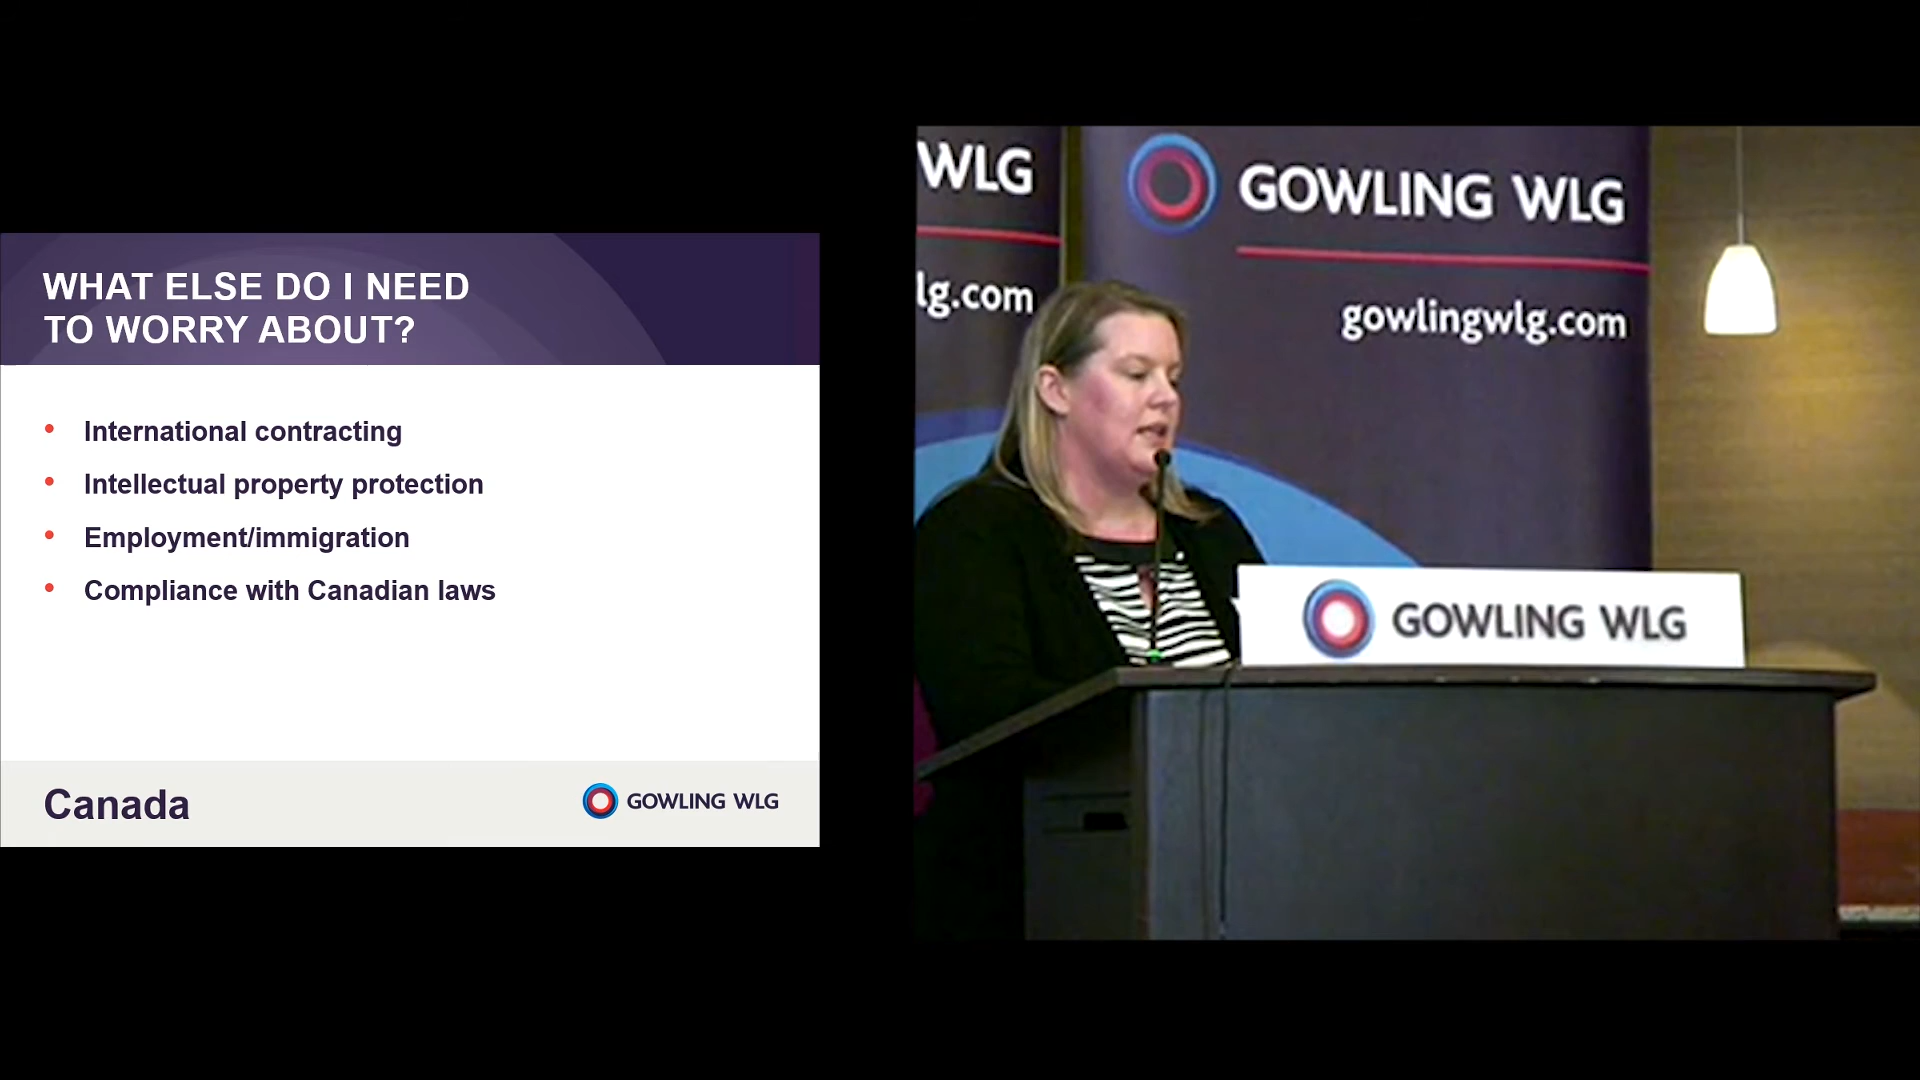 WHAT ELSE DO I NEED
TO WORRY ABOUT?
• International contracting
• Intellectual property protection
• Employment/immigration
• Compliance with Canadian laws
Canada
GOWLING WLG
WLG
lg.com
GOWLING WLG
gowlingwlg.com
GOWLING WLG